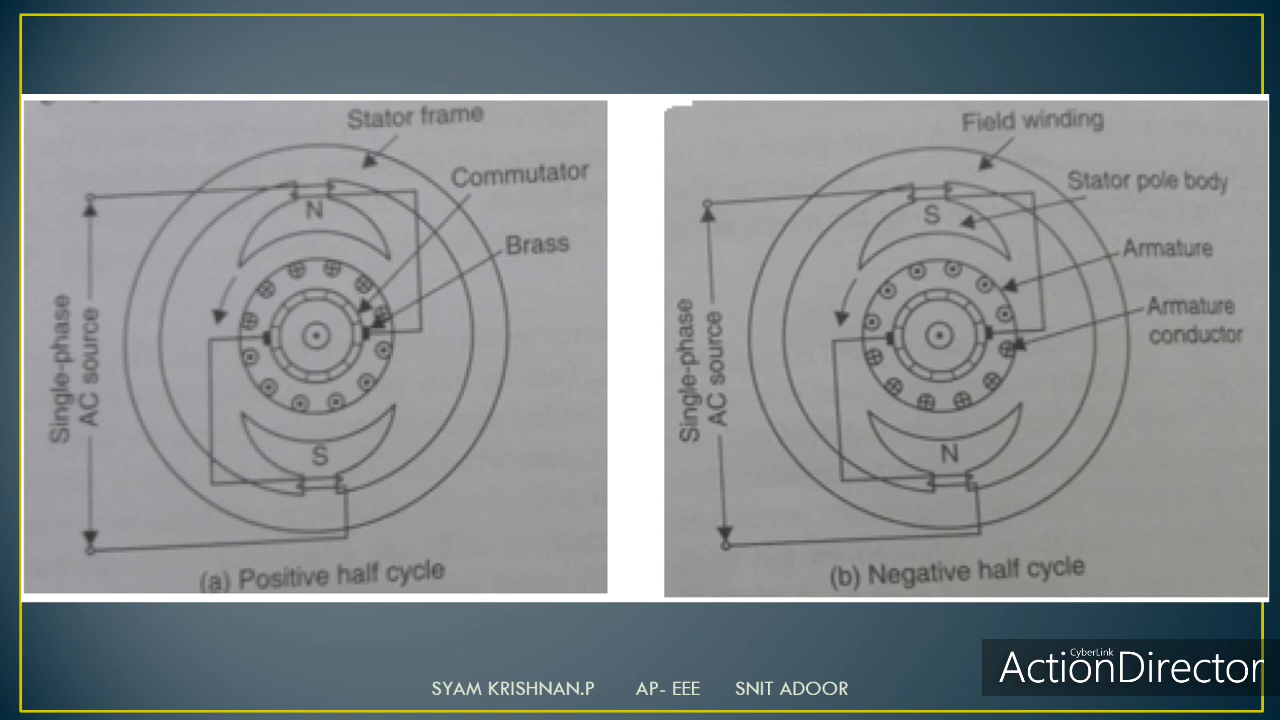 Stator frame
Commutator
N
Brass
Single-phase
AC source
S
(a) Positive half cycle
Field winding
Stator pole body
S
Armature
Armature
conductor
Single-phase
AC source
N
(b) Negative half cycle
SYAM KRISHNAN.P AP- EEE SNIT ADOOR
CyberLink
ActionDirector